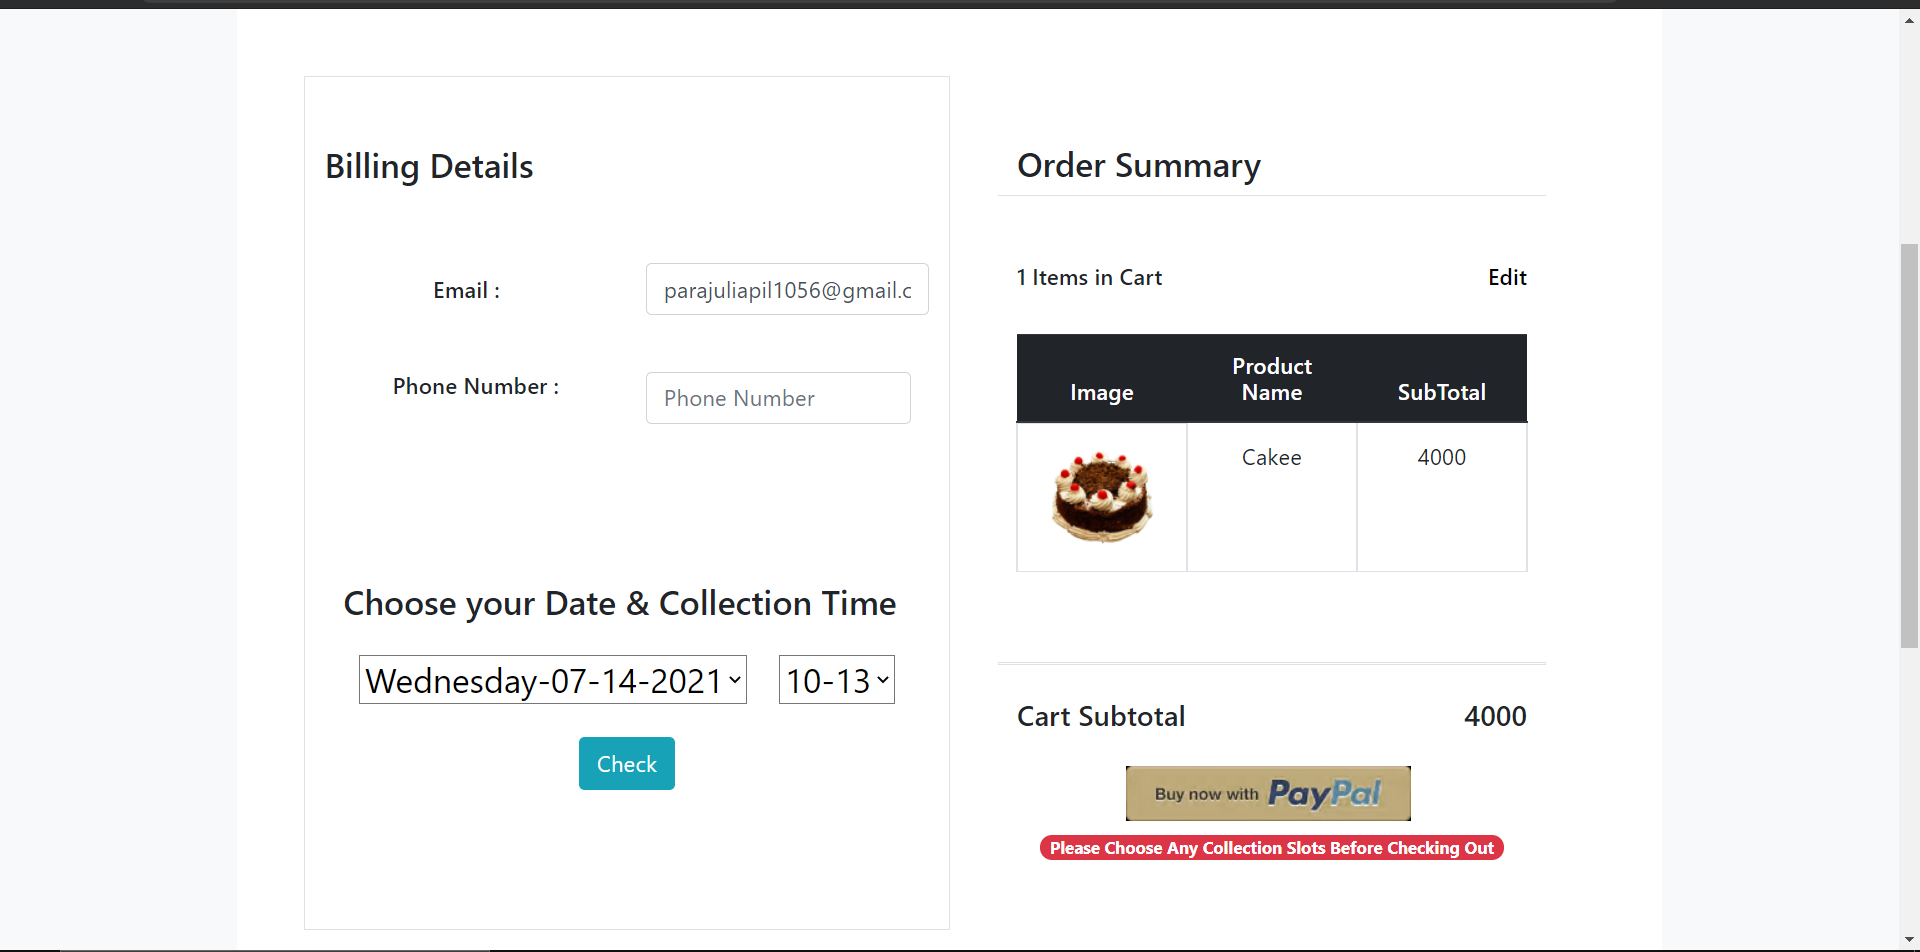 Billing Details
Email :
parajuliapil1056@gmail.c
Phone Number :
Phone Number
Choose your Date & Collection Time
Wednesday-07-14-2021
10-13
Check
Order Summary
1 Items in Cart
Edit
Image
Product
Name
SubTotal
Cakee
4000
Cart Subtotal
4000
Buy now with PayPal
Please Choose Any Collection Slots Before Checking Out